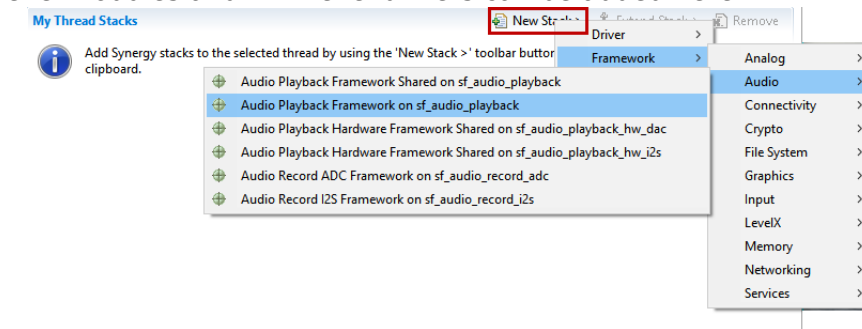 My Thread Stacks
New Stack >
Extend Stack >
Remove
Add Synergy stacks to the selected thread by using the 'New Stack >' toolbar button
clipboard.
Driver >
Framework >
Analog >
Audio >
Connectivity >
Crypto >
File System >
Graphics >
Input >
LevelX >
Memory >
Networking >
Services >
Audio Playback Framework Shared on sf_audio_playback
Audio Playback Framework on sf_audio_playback
Audio Playback Hardware Framework Shared on sf_audio_playback_hw_dac
Audio Playback Hardware Framework Shared on sf_audio_playback_hw_i2s
Audio Record ADC Framework on sf_audio_record_adc
Audio Record I2S Framework on sf_audio_record_i2s